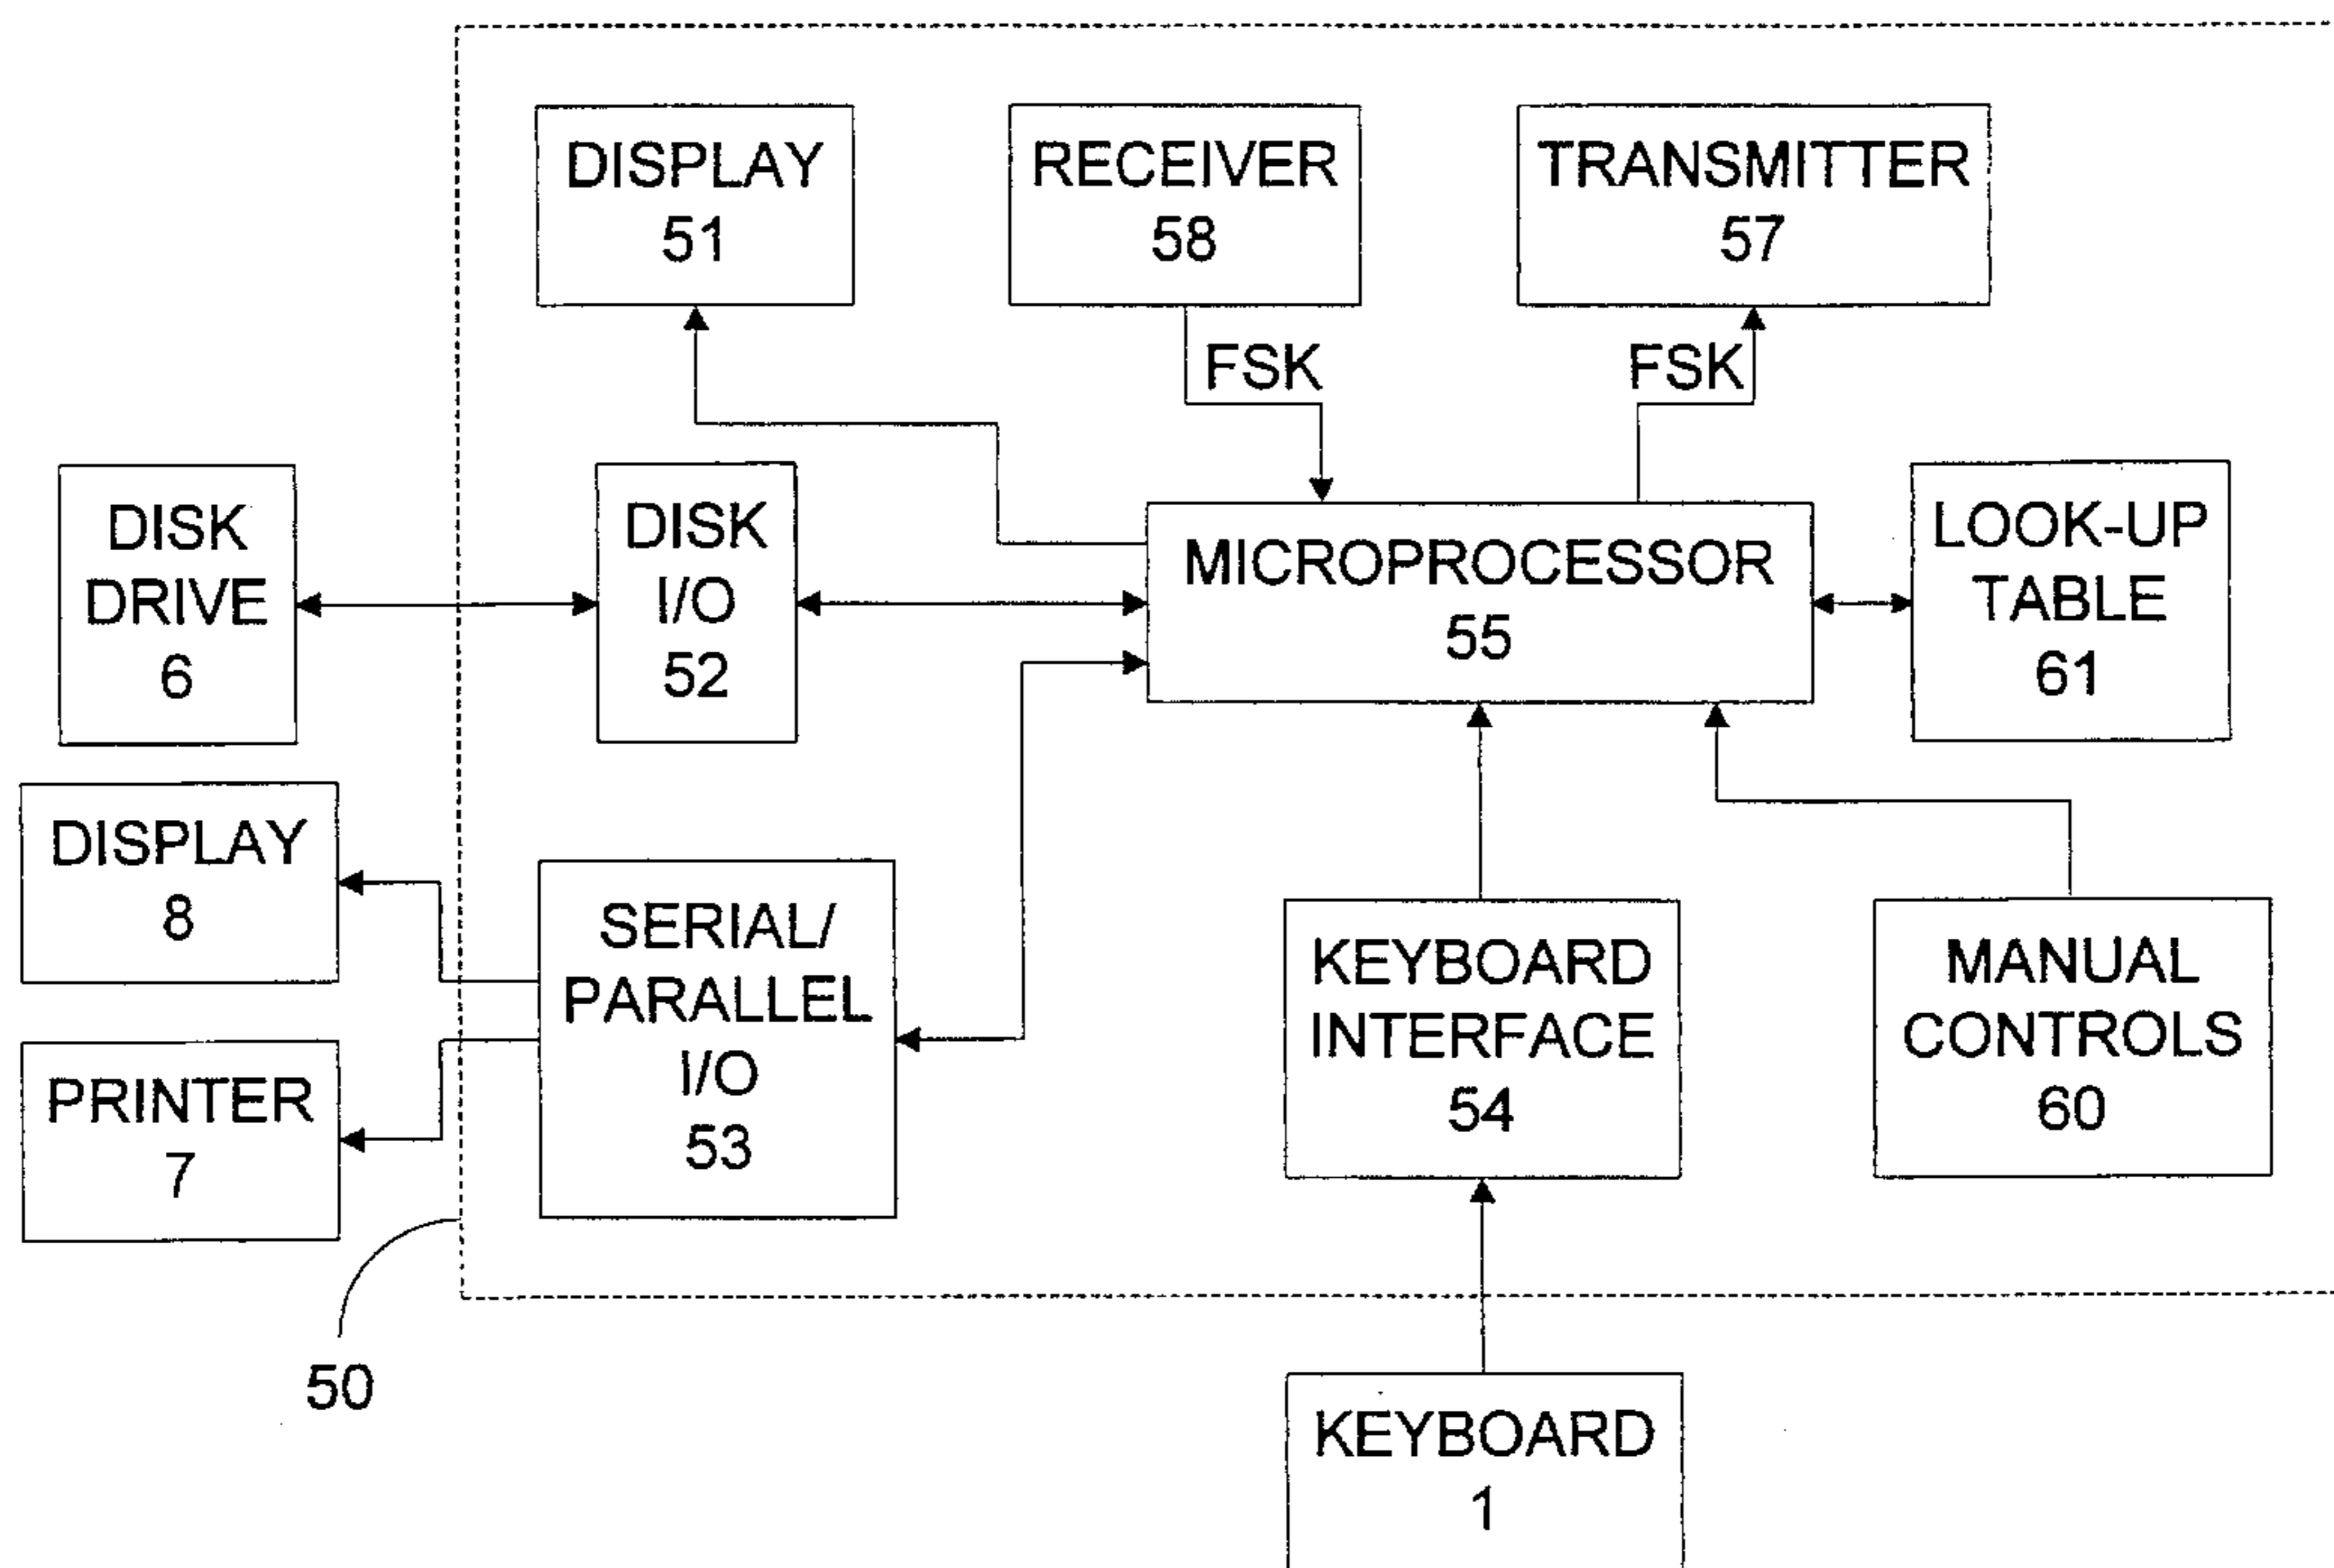 DISPLAY
51
RECEIVER
58
TRANSMITTER
57
FSK
FSK
DISK
DRIVE
6
DISK
I/O
52
MICROPROCESSOR
55
LOOK-UP
TABLE
61
DISPLAY
8
SERIAL/
PARALLEL
I/O
53
KEYBOARD
INTERFACE
54
MANUAL
CONTROLS
60
PRINTER
7
50
KEYBOARD
1